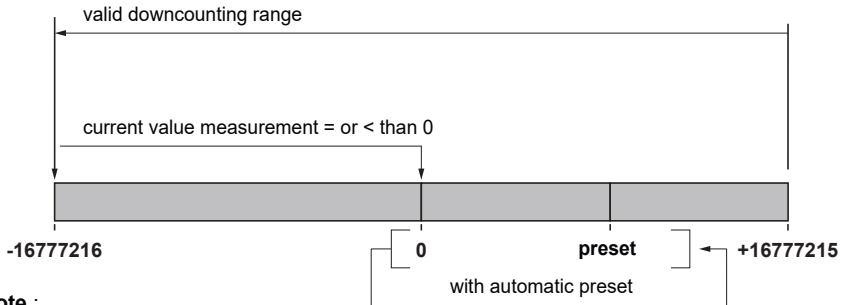 valid downcounting range
current value measurement = or < than 0
-16777216 0 preset +16777215
with automatic preset